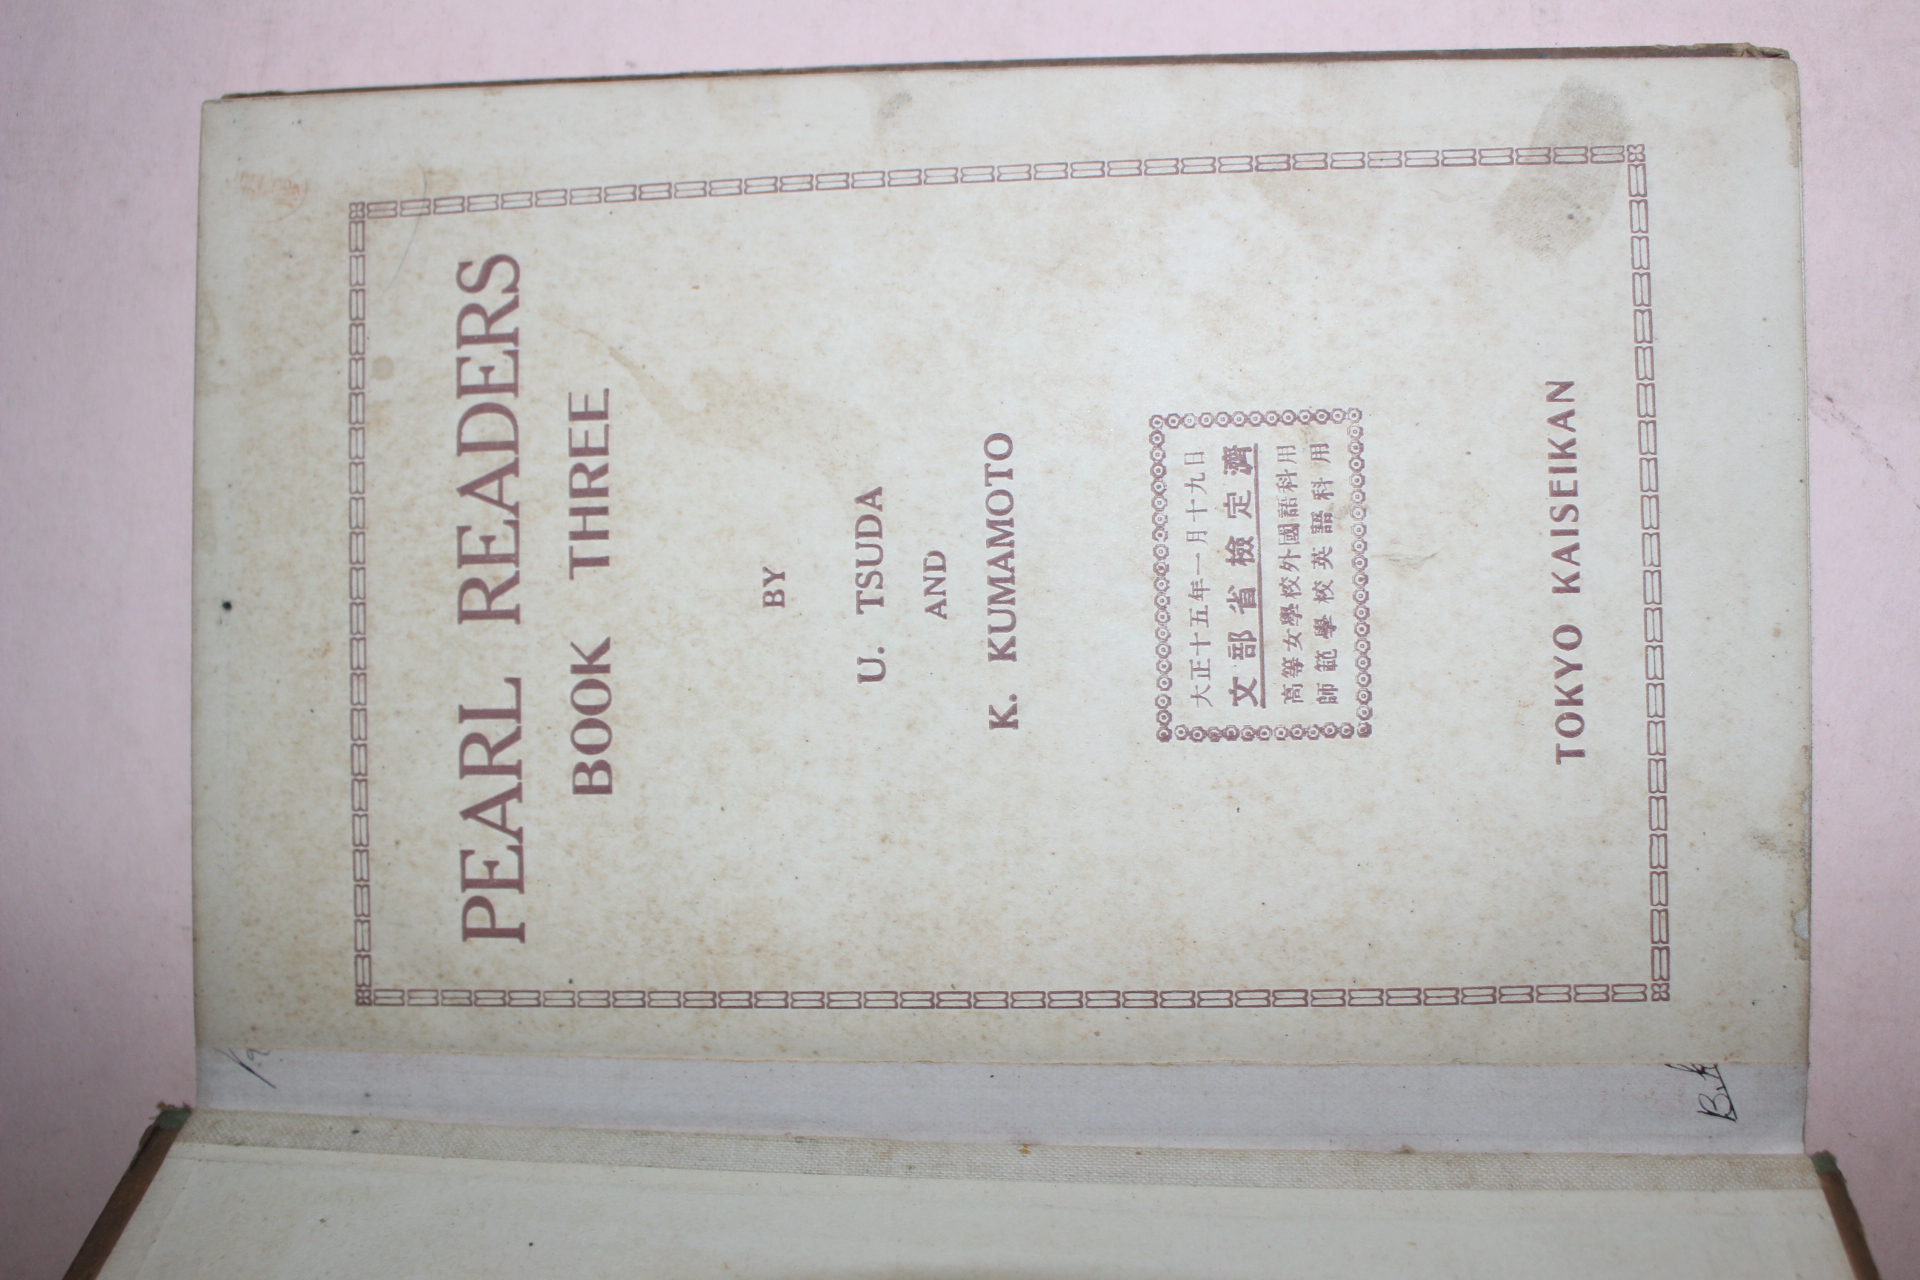 PEARL READERS
BOOK THREE
BY
U. TSUDA
AND
K. KUMAMOTO
大正十五年一月十九日
文部省檢定濟
高等女學校外國語科用
師範學校英語科用
TOKYO KAISEIKAN